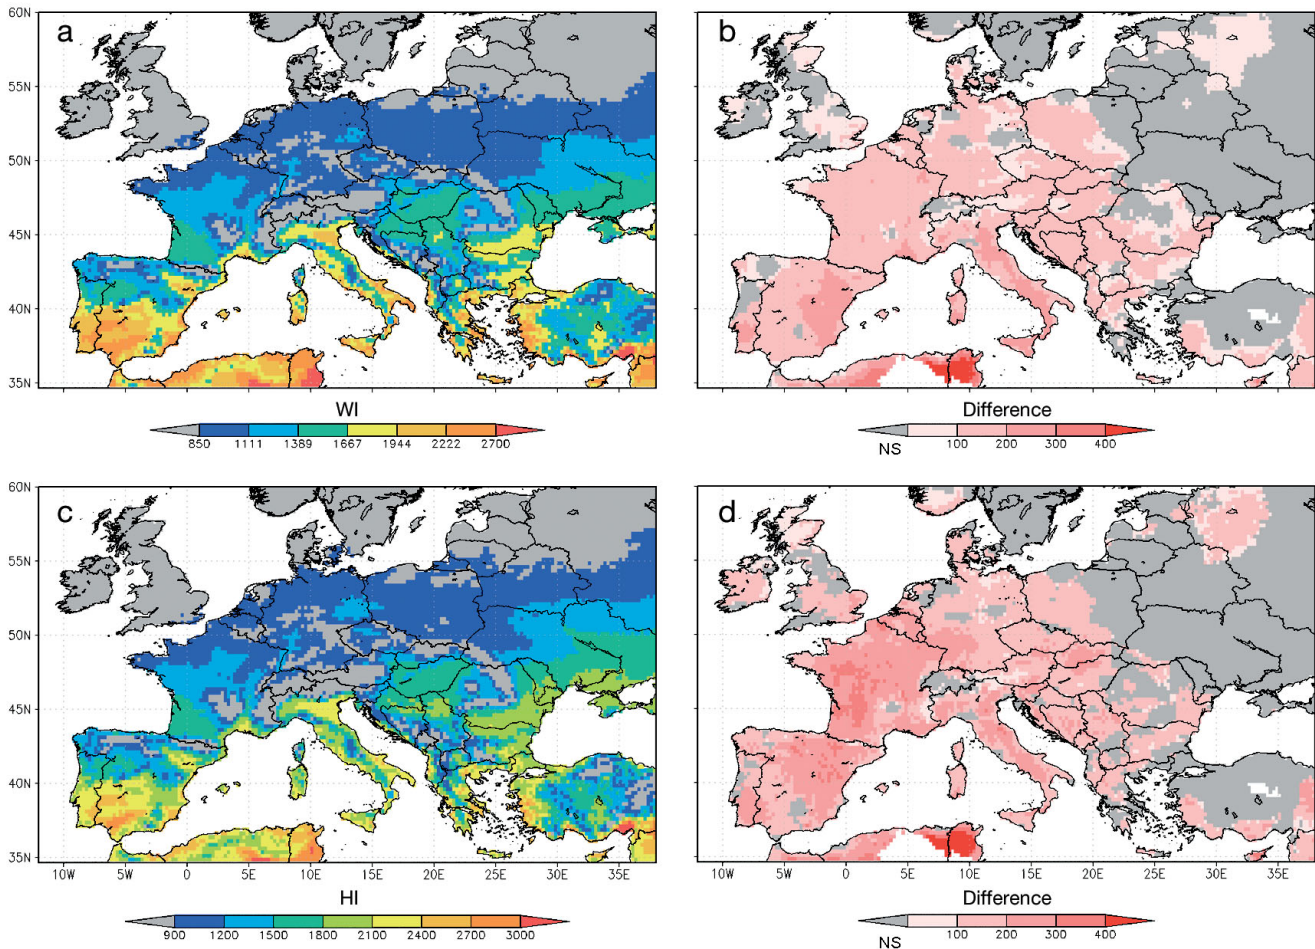 a
b
60N
55N
50N
45N
40N
35N
WI
850 1111 1389 1667 1944 2222 2700
Difference
NS 100 200 300 400
c
d
60N
55N
50N
45N
40N
35N
10W 5W 0 5E 10E 15E 20E 25E 30E 35E
10W 5W 0 5E 10E 15E 20E 25E 30E 35E
HI
900 1200 1500 1800 2100 2400 2700 3000
Difference
NS 100 200 300 400